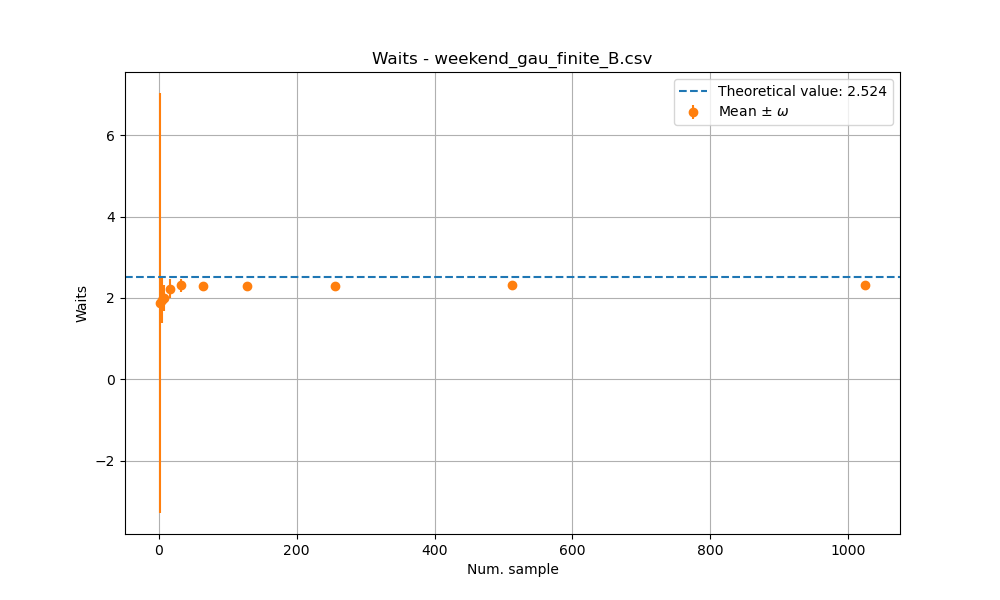 Waits - weekend_gau_finite_B.csv
Theoretical value: 2.524
Mean ± ω
6
4
2
0
−2
Waits
0 200 400 600 800 1000
Num. sample